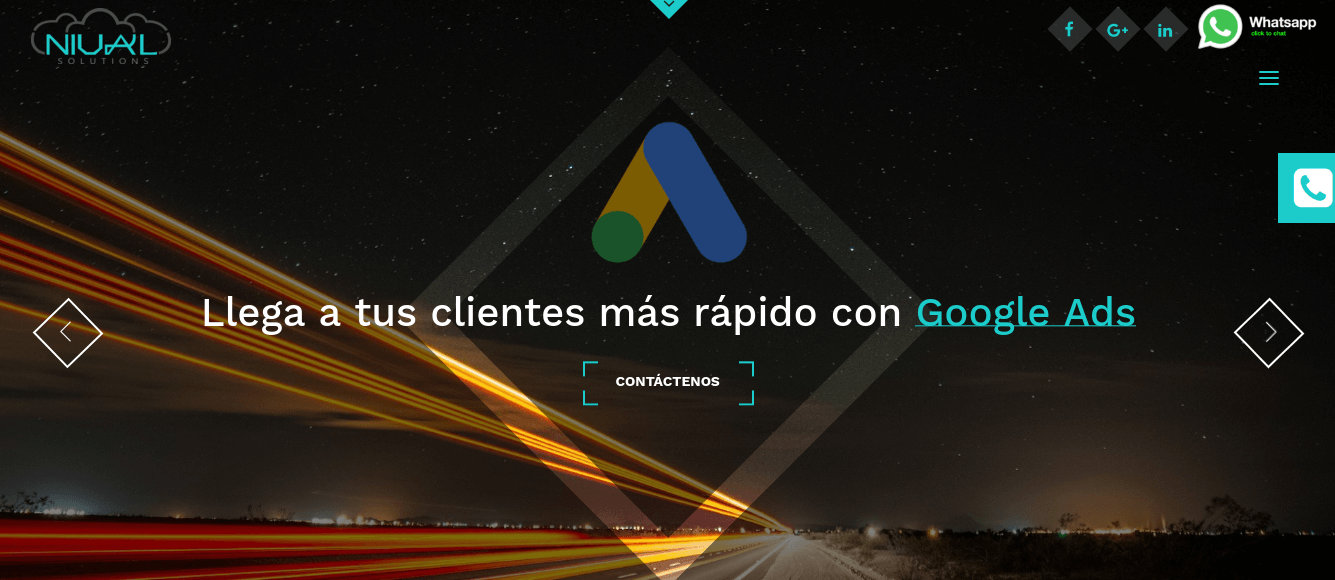 NIUAL
SOLUTIONS
f
G+
in
Whatsapp
click to chat
Llega a tus clientes más rápido con Google Ads
CONTÁCTENOS